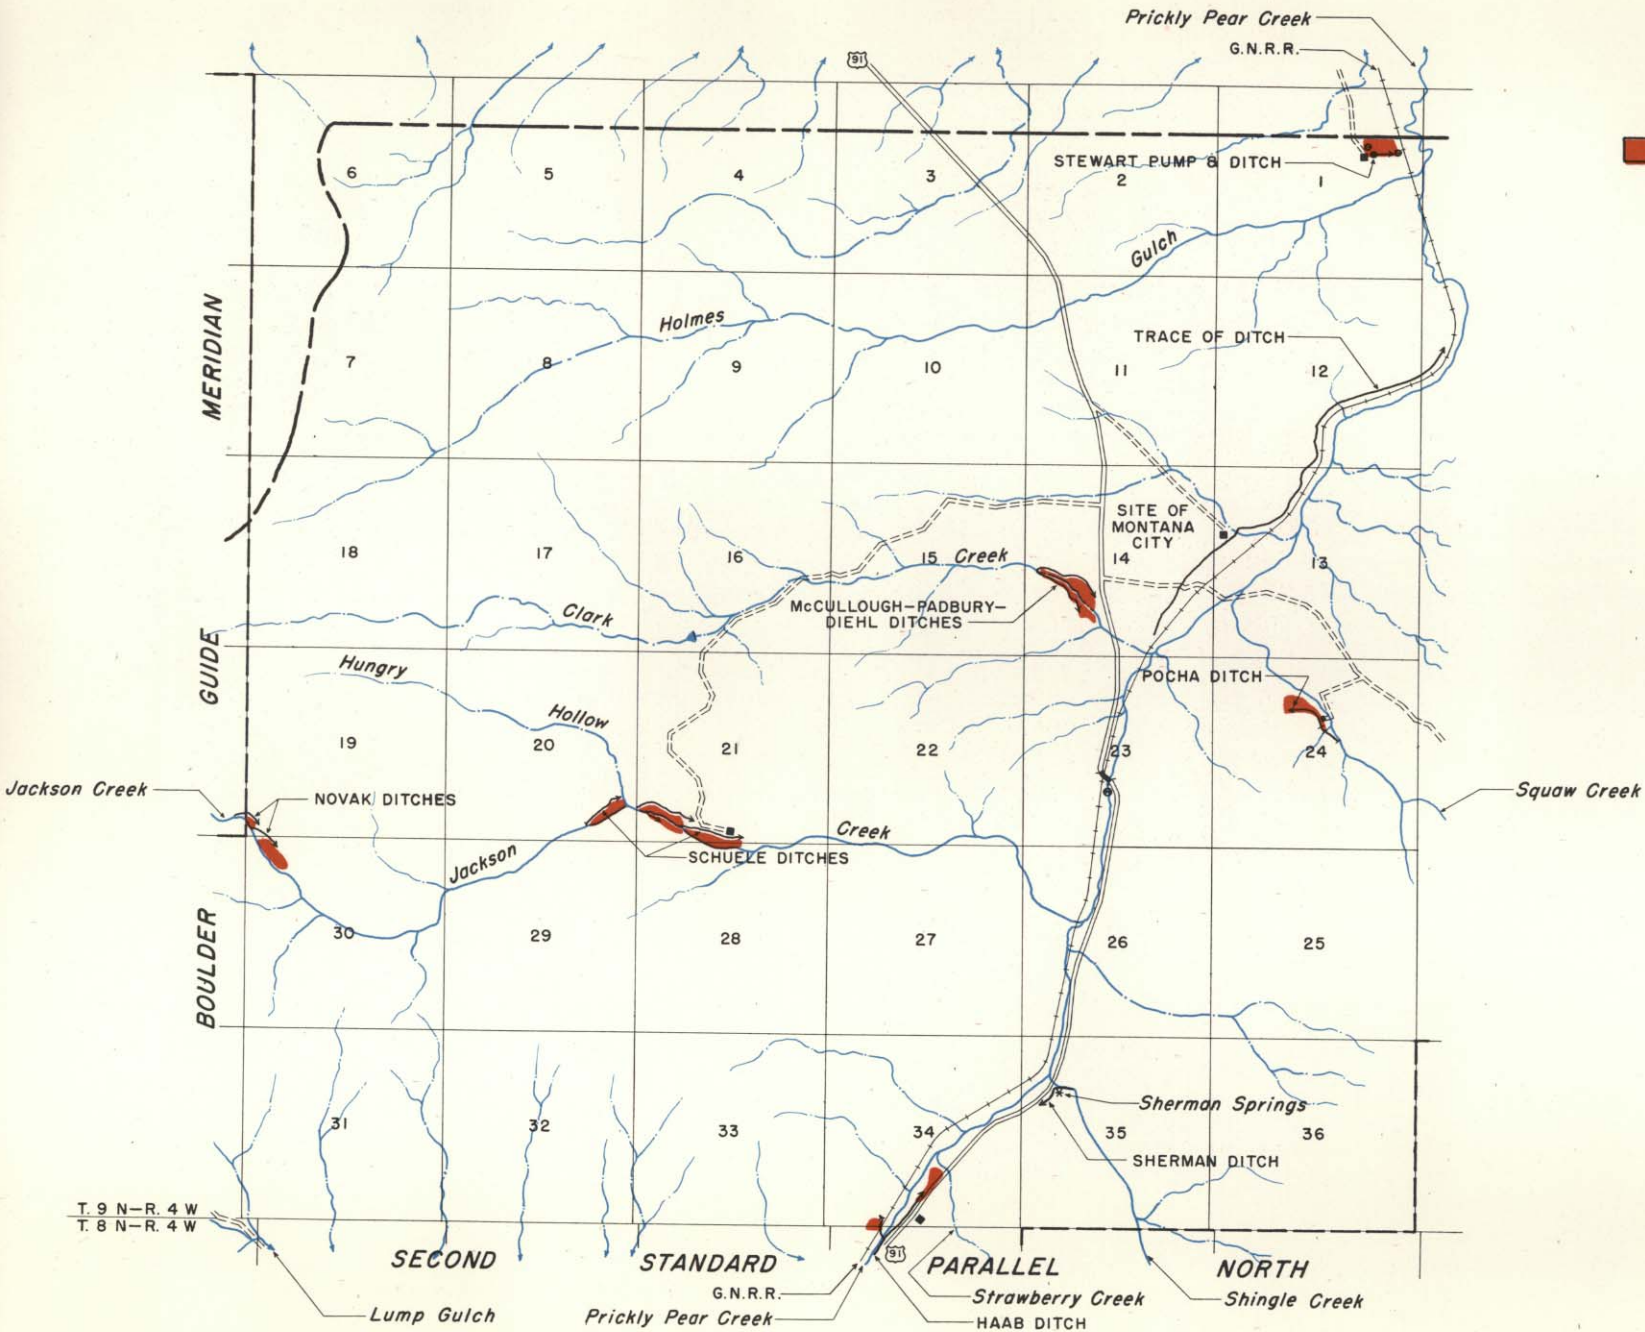 Prickly Pear Creek
G.N.R.R.
91
6 5 4 3 2 1
STEWART PUMP & DITCH
Gulch
Holmes
MERIDIAN
TRACE OF DITCH
7 8 9 10 11 12
SITE OF
MONTANA
CITY
18 17 16 15 14 13
Creek
McCULLOUGH-PADBURY-
DIEHL DITCHES
Clark
GUIDE
Hungry
Hollow
POCHA DITCH
19 20 21 22 23 24
Jackson Creek
NOVAK DITCHES
Squaw Creek
Creek
Jackson
SCHUELE DITCHES
BOULDER
30 29 28 27 26 25
Sherman Springs
31 32 33 34 35 36
SHERMAN DITCH
T. 9 N-R. 4 W
T. 8 N-R. 4 W
SECOND STANDARD PARALLEL NORTH
91
G.N.R.R.
Strawberry Creek
Shingle Creek
Lump Gulch
Prickly Pear Creek
HAAB DITCH